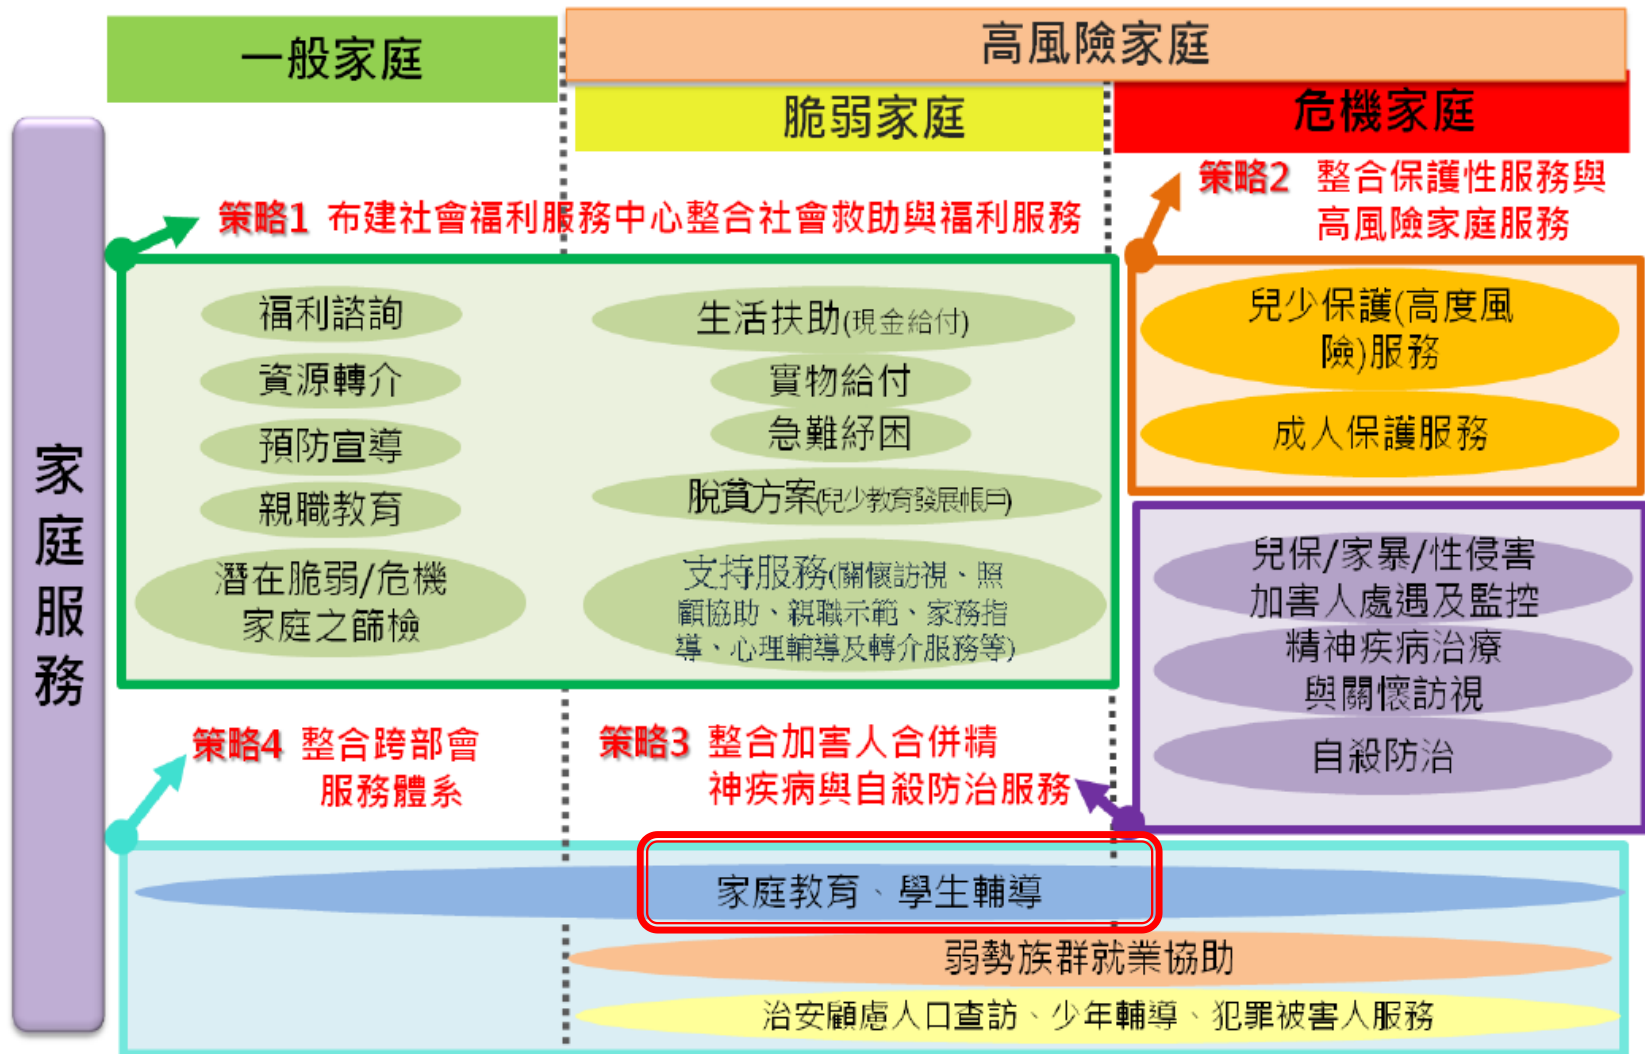 一般家庭
高風險家庭
脆弱家庭
危機家庭
家庭服務
策略1 布建社會福利服務中心整合社會救助與福利服務
策略2 整合保護性服務與
高風險家庭服務
福利諮詢
資源轉介
預防宣導
親職教育
潛在脆弱/危機
家庭之篩檢
生活扶助(現金給付)
實物給付
急難紓困
脫貧方案(兒少教育發展帳戶)
支持服務(關懷訪視、照
顧協助、親職示範、家務指
導、心理輔導及轉介服務等)
兒少保護(高度風
險)服務
成人保護服務
兒保/家暴/性侵害
加害人處遇及監控
精神疾病治療
與關懷訪視
自殺防治
策略4 整合跨部會
服務體系
策略3 整合加害人合併精
神疾病與自殺防治服務
家庭教育、學生輔導
弱勢族群就業協助
治安顧慮人口查訪、少年輔導、犯罪被害人服務